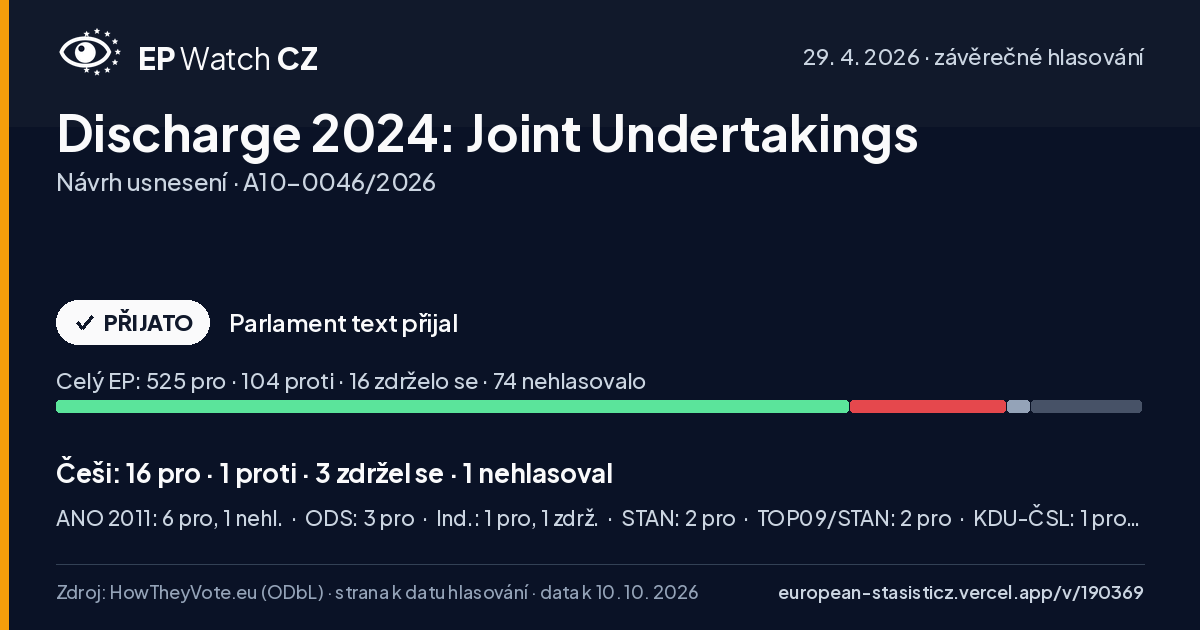 EP Watch CZ
29. 4. 2026 · závěrečné hlasování
Discharge 2024: Joint Undertakings
Návrh usnesení · A10-0046/2026
✓ PŘIJATO
Parlament text přijal
Celý EP: 525 pro · 104 proti · 16 zdrželo se · 74 nehlasovalo
Češi: 16 pro · 1 proti · 3 zdržel se · 1 nehlasoval
ANO 2011: 6 pro, 1 nehl. · ODS: 3 pro · Ind.: 1 pro, 1 zdrž. · STAN: 2 pro · TOP09/STAN: 2 pro · KDU-ČSL: 1 pro…
Zdroj: HowTheyVote.eu (ODbL) · strana k datu hlasování · data k 10. 10. 2026
european-stasisticz.vercel.app/v/190369